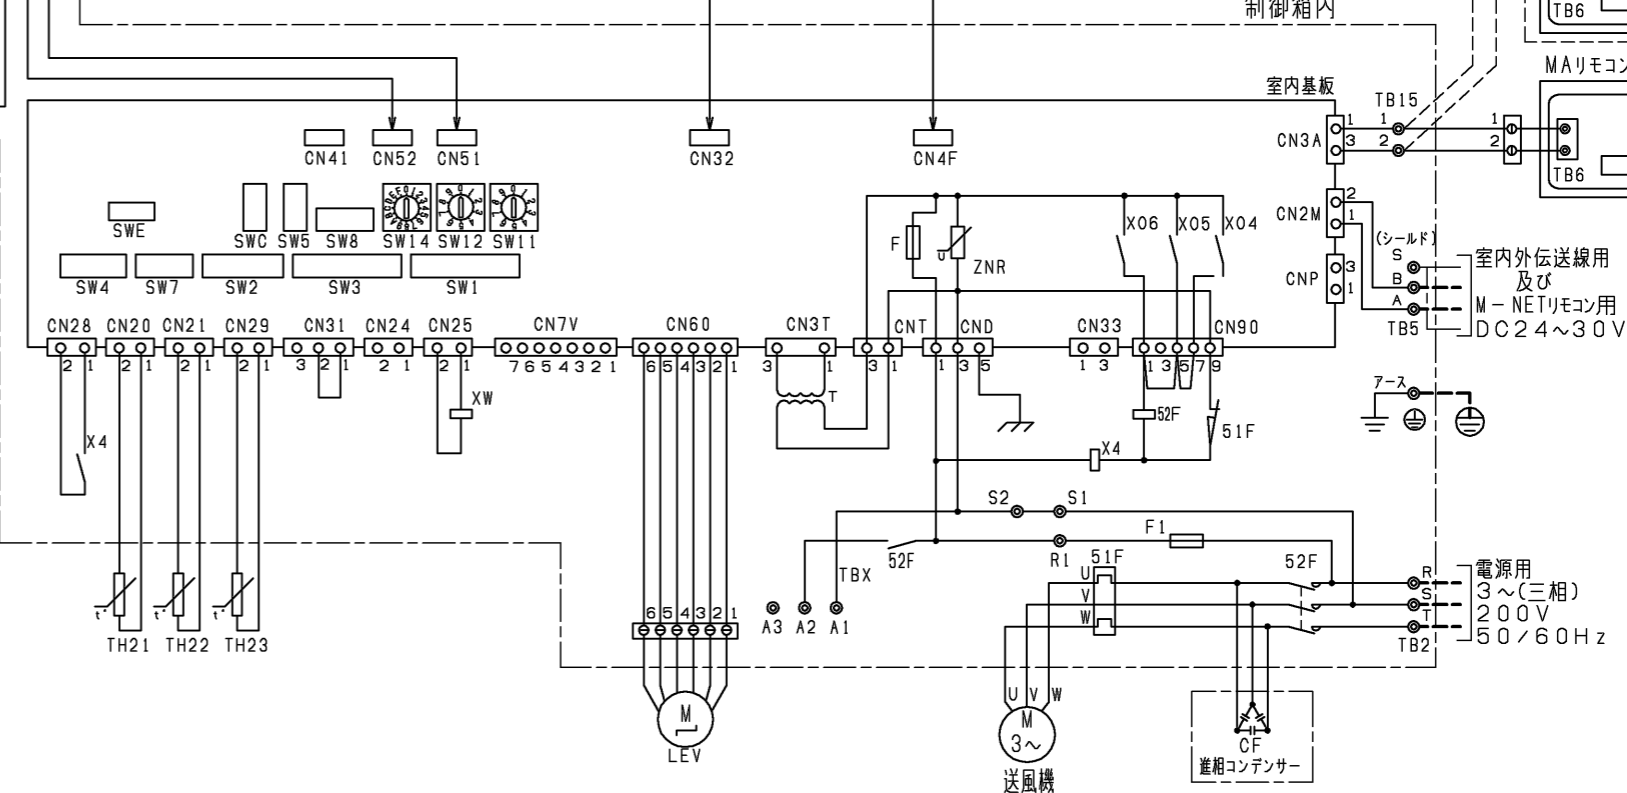 制御箱内
TB6
MAリモコン
室内基板
TB15
CN41 CN52 CN51 CN32 CN4F
CN3A
1 1 1
3 2 2
TB6
SWE SWC SW5 SW8 SW14 SW12 SW11
F
ZNR
X06 X05 X04
CN2M
2
1
CNP
3
1
(シールド)
S
B
A
TB5
室内外伝送線用
及び
M-NETリモコン用
DC24~30V
SW4 SW7 SW2 SW3 SW1
CN28 CN20 CN21 CN29 CN31 CN24 CN25 CN7V CN60 CN3T CNT CND CN33 CN90
2 1 2 1 2 1 2 1 3 2 1 2 1 2 1 7 6 5 4 3 2 1 6 5 4 3 2 1 3 1 3 1 1 3 5 1 3 1 3 5 7 9
アース
X4
XW
T
52F
51F
X4
S2 S1
F1
52F
R1
51F
52F
TBX
U
V
W
R
S
T
TB2
電源用
3~(三相)
200V
50/60Hz
t° t° t°
TH21 TH22 TH23
6 5 4 3 2 1
A3 A2 A1
U V W
M
LEV
M
3~
送風機
CF
進相コンデンサー